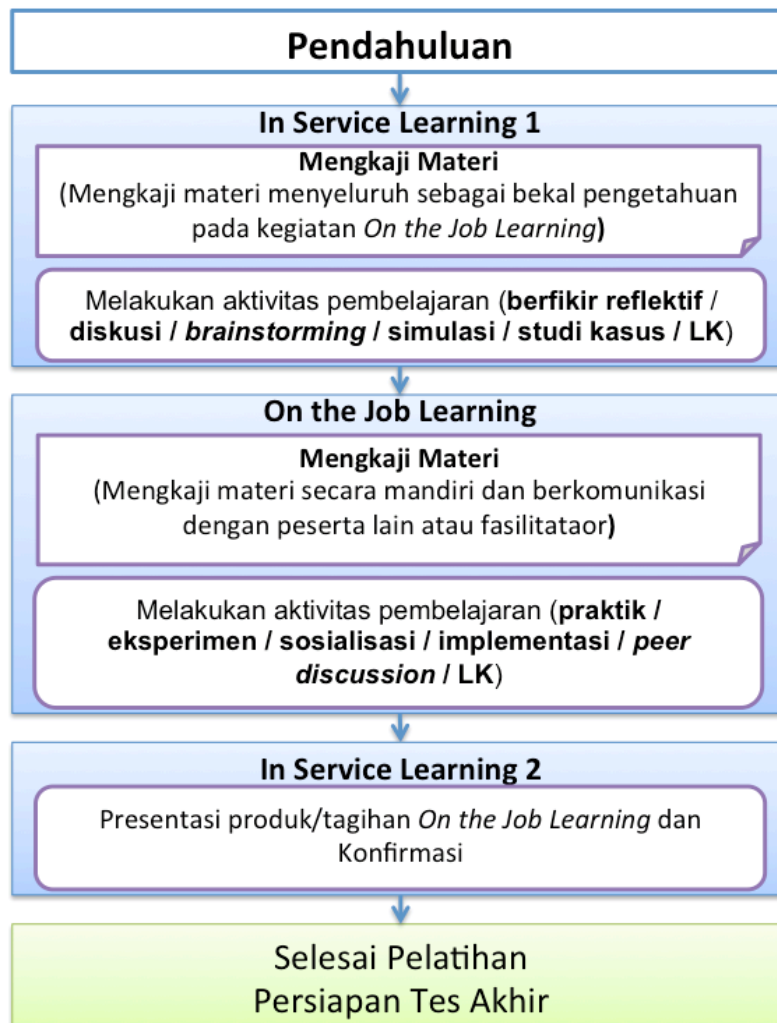 Pendahuluan
In Service Learning 1
Mengkaji Materi
(Mengkaji materi menyeluruh sebagai bekal pengetahuan
pada kegiatan On the Job Learning)
Melakukan aktivitas pembelajaran (berfikir reflektif /
diskusi / brainstorming / simulasi / studi kasus / LK)
On the Job Learning
Mengkaji Materi
(Mengkaji materi secara mandiri dan berkomunikasi
dengan peserta lain atau fasilitataor)
Melakukan aktivitas pembelajaran (praktik /
eksperimen / sosialisasi / implementasi / peer
discussion / LK)
In Service Learning 2
Presentasi produk/tagihan On the Job Learning dan
Konfirmasi
Selesai Pelatihan
Persiapan Tes Akhir